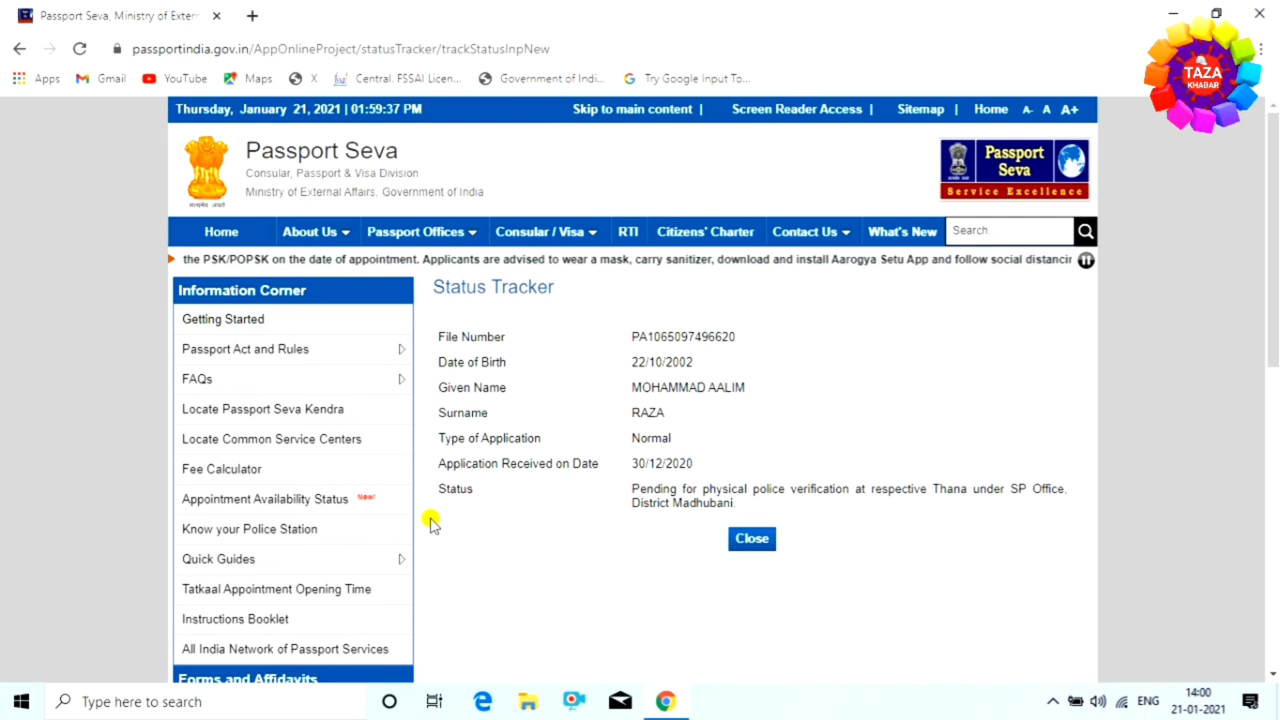 Passport Seva, Ministry of Extern
passportindia.gov.in/AppOnlineProject/statusTracker/trackStatusInpNew
Apps Gmail YouTube Maps X Central. FSSAI Licen... Government of Indi... Try Google Input To...
TAZA
KHABAR
Thursday, January 21, 2021 | 01:59:37 PM Skip to main content | Screen Reader Access | Sitemap | Home A- A A+
Passport Seva
Consular, Passport & Visa Division
Ministry of External Affairs, Government of India
सत्यमेव जयते
Passport
Seva
Service Excellence
Home About Us Passport Offices Consular / Visa RTI Citizens' Charter Contact Us What's New Search
the PSK/POPSK on the date of appointment. Applicants are advised to wear a mask, carry sanitizer, download and install Aarogya Setu App and follow social distancin
Information Corner
Getting Started
Passport Act and Rules
FAQs
Locate Passport Seva Kendra
Locate Common Service Centers
Fee Calculator
Appointment Availability Status New!
Know your Police Station
Quick Guides
Tatkaal Appointment Opening Time
Instructions Booklet
All India Network of Passport Services
Forms and Affidavits
Status Tracker
File Number PA1065097496620
Date of Birth 22/10/2002
Given Name MOHAMMAD AALIM
Surname RAZA
Type of Application Normal
Application Received on Date 30/12/2020
Status Pending for physical police verification at respective Thana under SP Office,
District Madhubani.
Close
Type here to search
ENG
14:00
21-01-2021